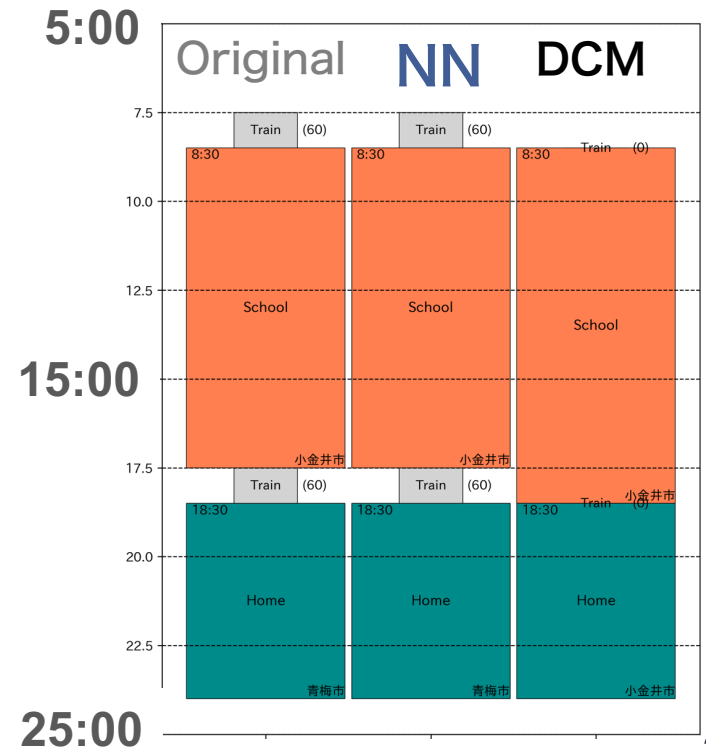 5:00
Original NN DCM
7.5
Train (60) Train (60)
8:30 8:30 8:30 Train (0)
10.0
12.5
School School School
15:00
小金井市 小金井市
17.5
Train (60) Train (60)
小金井市
18:30 18:30 18:30 Train (0)
20.0
Home Home Home
22.5
青梅市 青梅市 小金井市
25:00